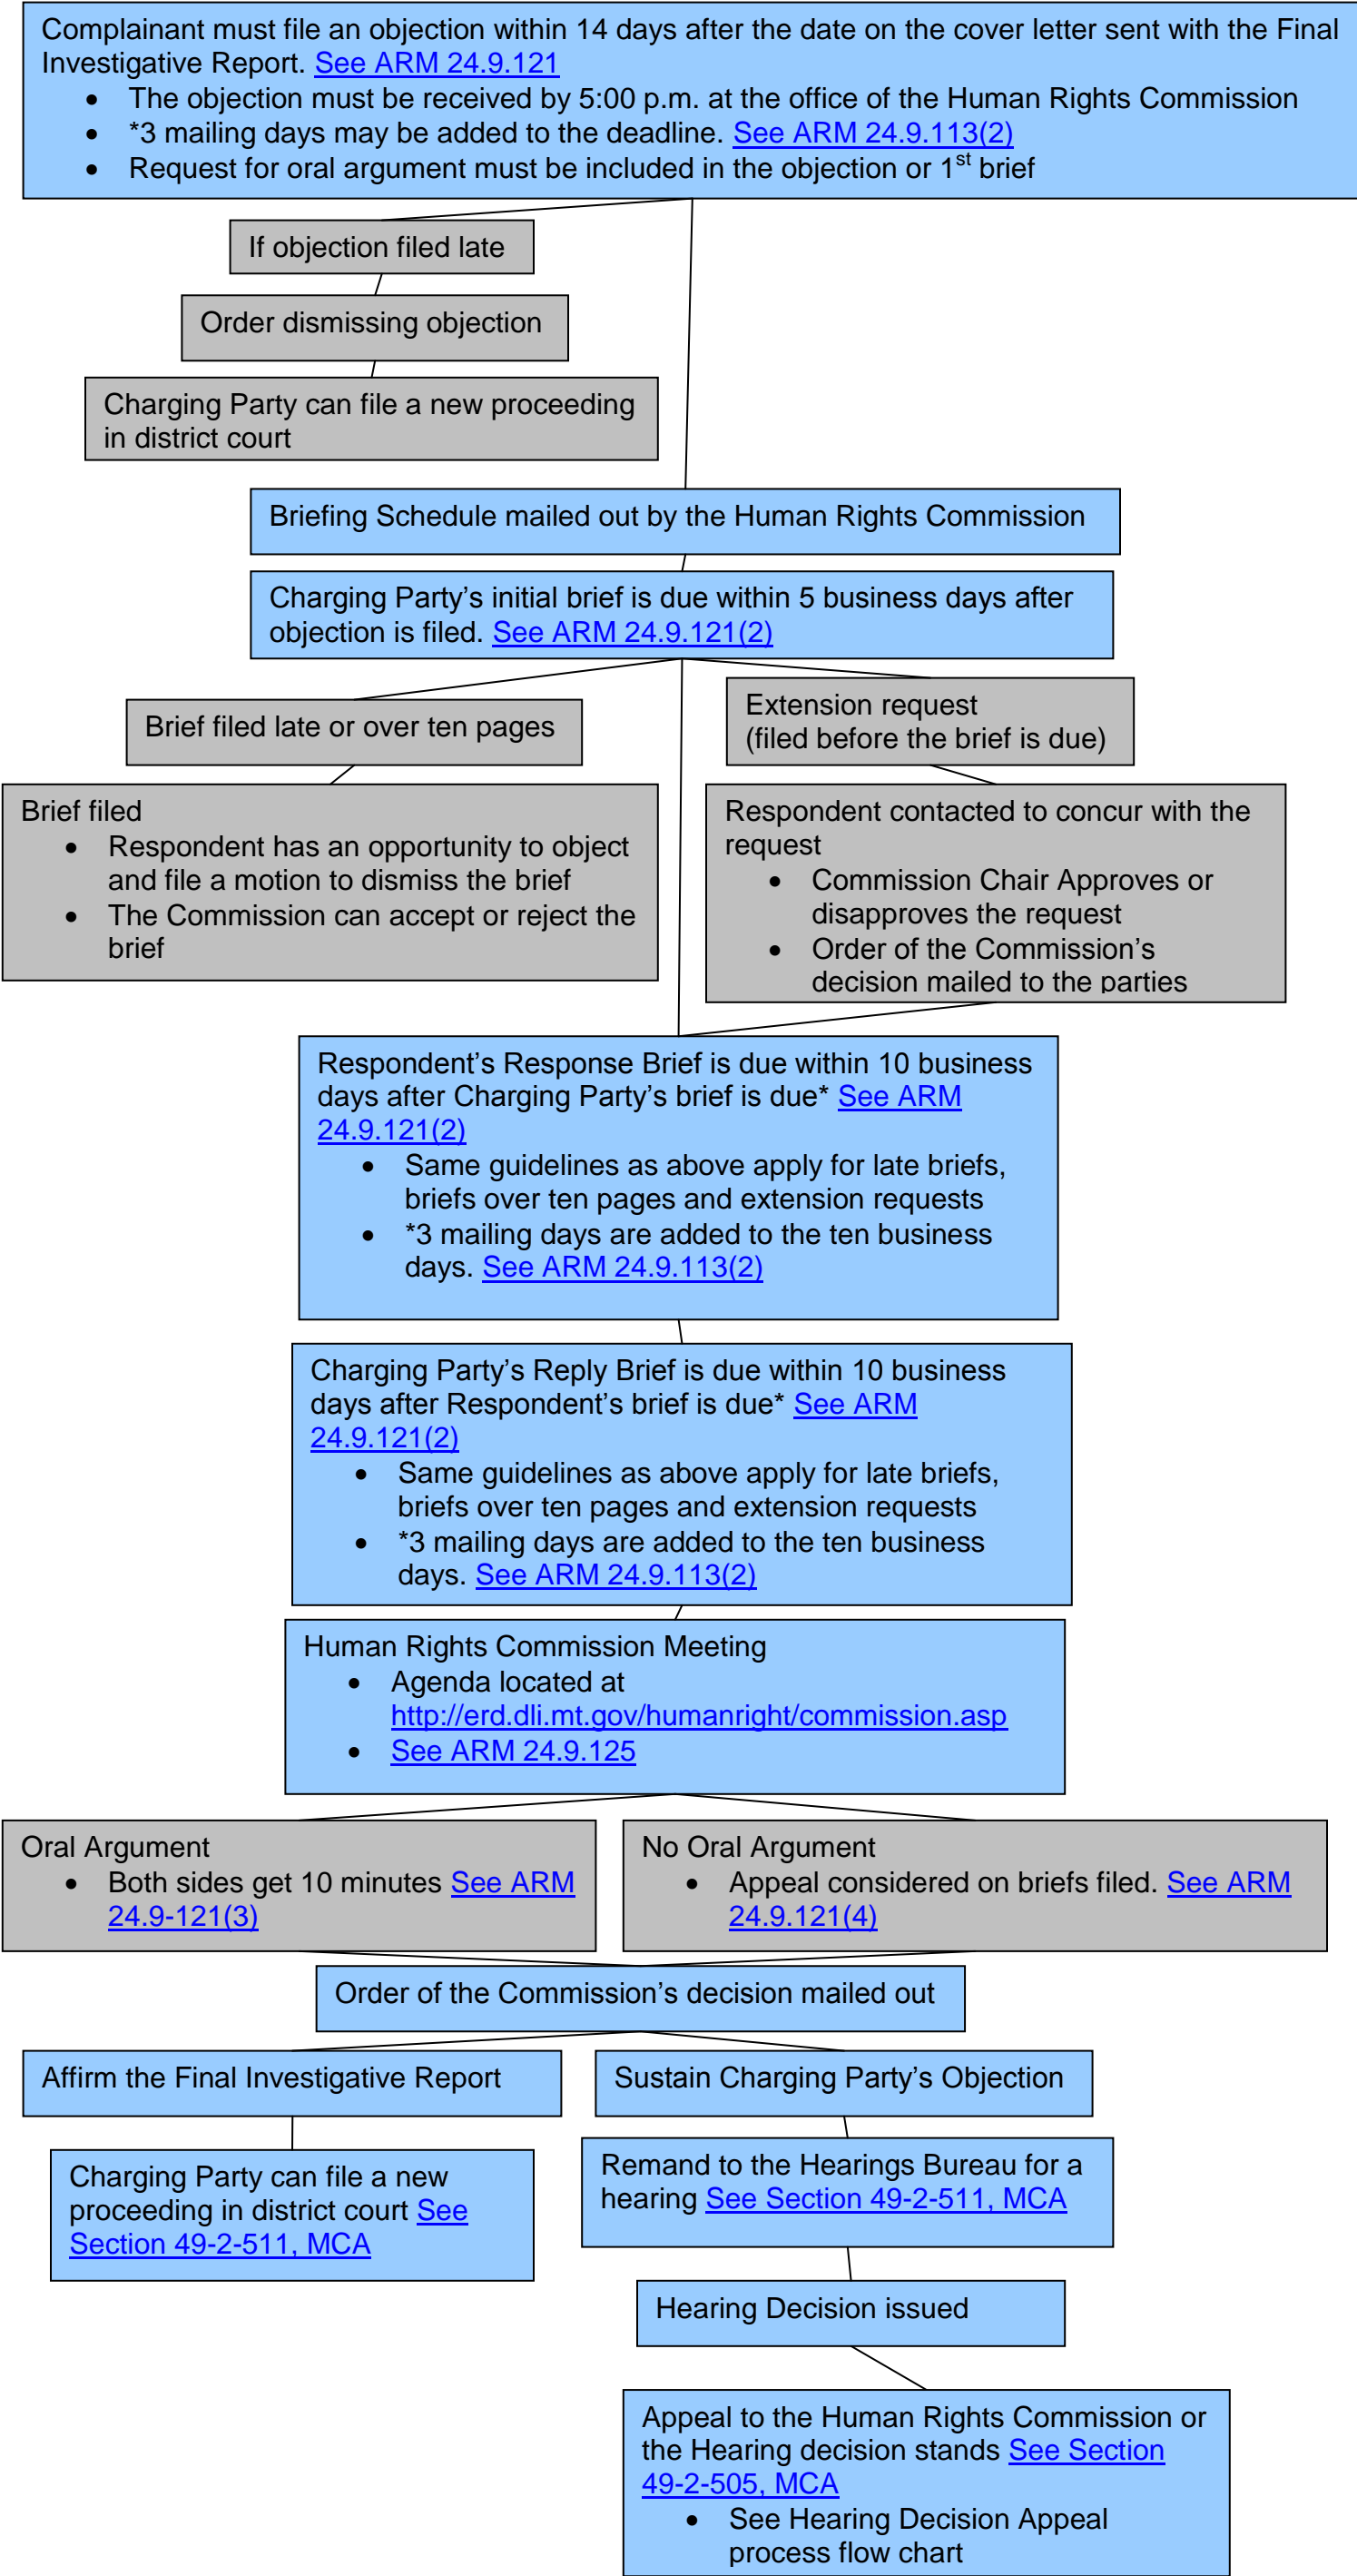 Complainant must file an objection within 14 days after the date on the cover letter sent with the Final
Investigative Report. See ARM 24.9.121
• The objection must be received by 5:00 p.m. at the office of the Human Rights Commission
• *3 mailing days may be added to the deadline. See ARM 24.9.113(2)
• Request for oral argument must be included in the objection or 1st brief
If objection filed late
Order dismissing objection
Charging Party can file a new proceeding
in district court
Briefing Schedule mailed out by the Human Rights Commission
Charging Party’s initial brief is due within 5 business days after
objection is filed. See ARM 24.9.121(2)
Brief filed late or over ten pages
Extension request
(filed before the brief is due)
Brief filed
• Respondent has an opportunity to object
and file a motion to dismiss the brief
• The Commission can accept or reject the
brief
Respondent contacted to concur with the
request
• Commission Chair Approves or
disapproves the request
• Order of the Commission’s
decision mailed to the parties
Respondent’s Response Brief is due within 10 business
days after Charging Party’s brief is due* See ARM
24.9.121(2)
• Same guidelines as above apply for late briefs,
briefs over ten pages and extension requests
• *3 mailing days are added to the ten business
days. See ARM 24.9.113(2)
Charging Party’s Reply Brief is due within 10 business
days after Respondent’s brief is due* See ARM
24.9.121(2)
• Same guidelines as above apply for late briefs,
briefs over ten pages and extension requests
• *3 mailing days are added to the ten business
days. See ARM 24.9.113(2)
Human Rights Commission Meeting
• Agenda located at
http://erd.dli.mt.gov/humanright/commission.asp
• See ARM 24.9.125
Oral Argument
• Both sides get 10 minutes See ARM
24.9-121(3)
No Oral Argument
• Appeal considered on briefs filed. See ARM
24.9.121(4)
Order of the Commission’s decision mailed out
Affirm the Final Investigative Report
Sustain Charging Party’s Objection
Charging Party can file a new
proceeding in district court See
Section 49-2-511, MCA
Remand to the Hearings Bureau for a
hearing See Section 49-2-511, MCA
Hearing Decision issued
Appeal to the Human Rights Commission or
the Hearing decision stands See Section
49-2-505, MCA
• See Hearing Decision Appeal
process flow chart